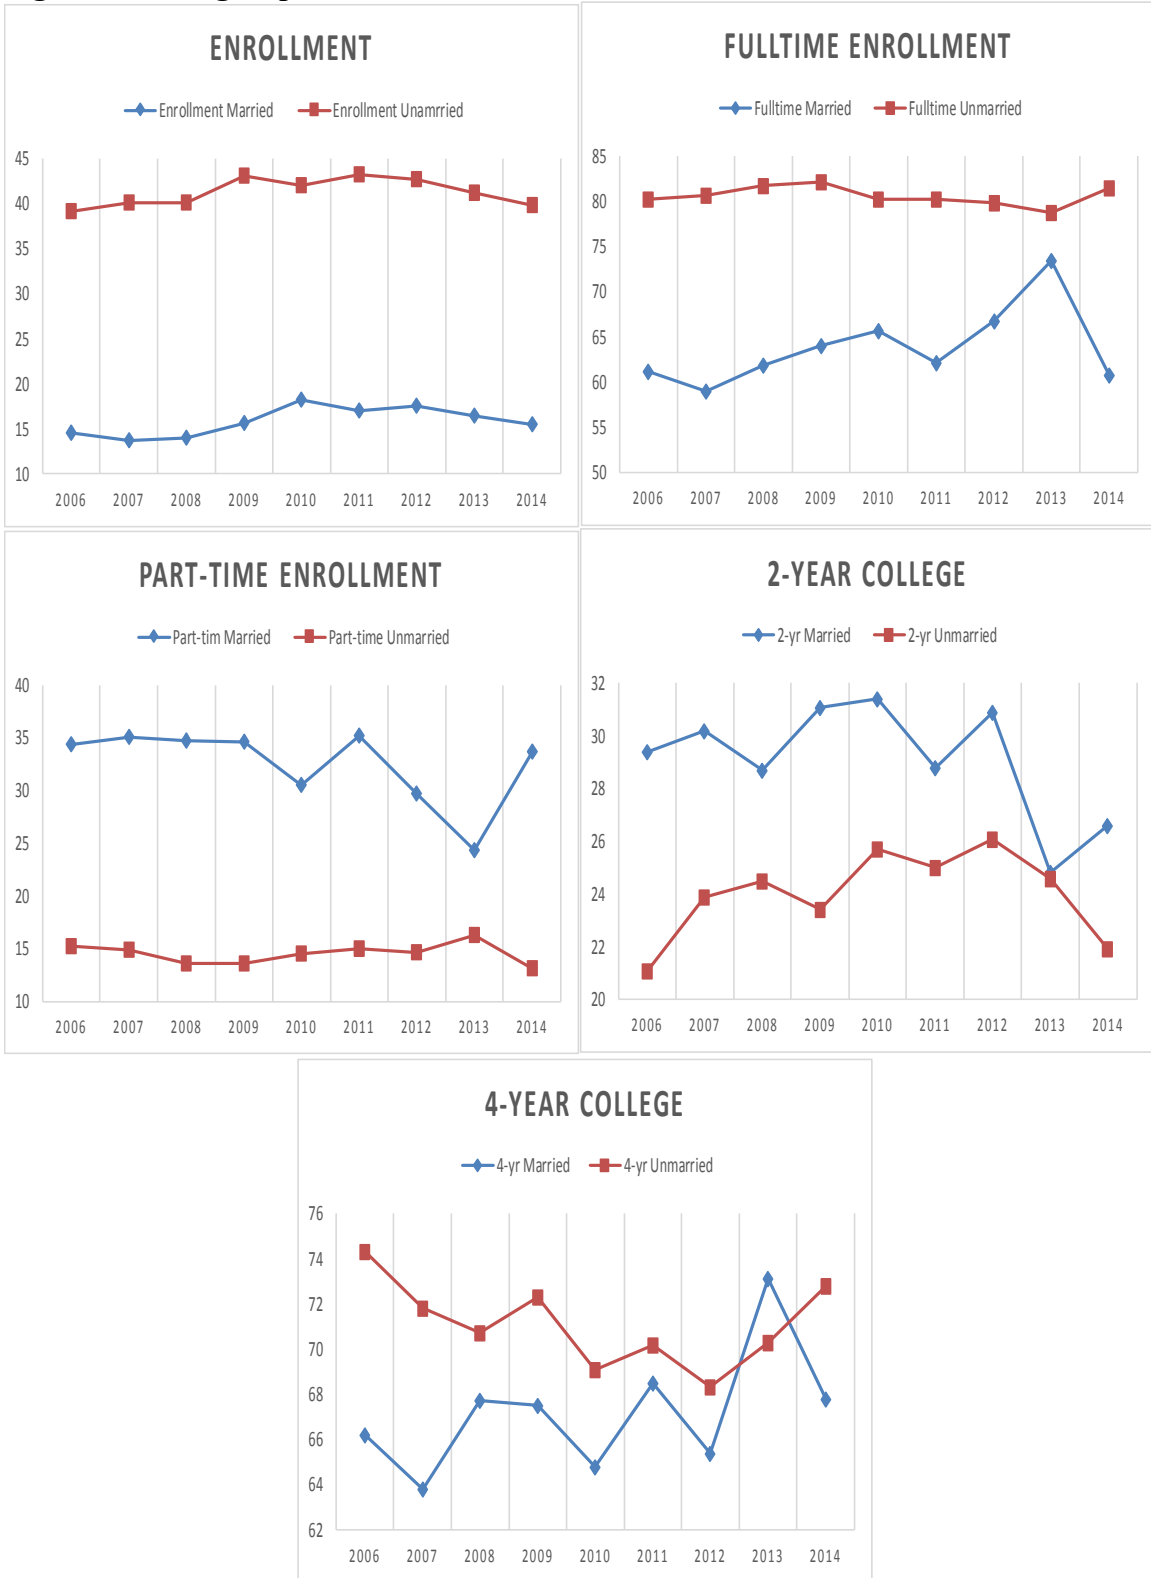 ENROLLMENT
Enrollment Married Enrollment Unamrried
45
40
35
30
25
20
15
10
2006 2007 2008 2009 2010 2011 2012 2013 2014
FULLTIME ENROLLMENT
Fulltime Married Fulltime Unmarried
85
80
75
70
65
60
55
50
2006 2007 2008 2009 2010 2011 2012 2013 2014
PART-TIME ENROLLMENT
Part-tim Married Part-time Unmarried
40
35
30
25
20
15
10
2006 2007 2008 2009 2010 2011 2012 2013 2014
2-YEAR COLLEGE
2-yr Married 2-yr Unmarried
32
30
28
26
24
22
20
2006 2007 2008 2009 2010 2011 2012 2013 2014
4-YEAR COLLEGE
4-yr Married 4-yr Unmarried
76
74
72
70
68
66
64
62
2006 2007 2008 2009 2010 2011 2012 2013 2014